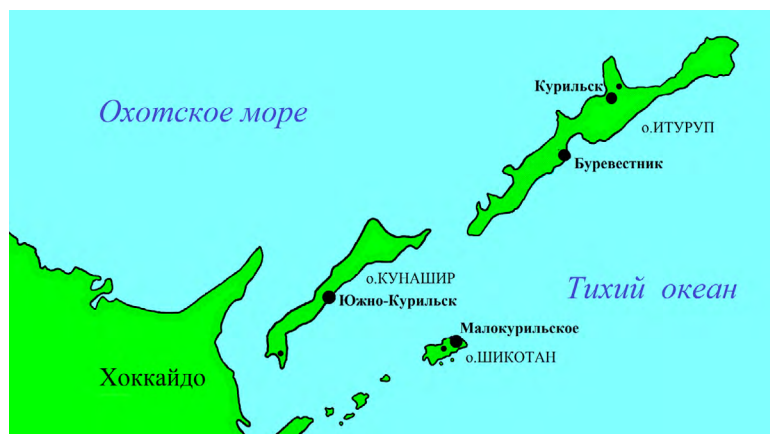 Охотское море
Курильск
о.ИТУРУП
Буревестник
о.КУНАШИР
Южно-Курильск
Тихий океан
Малокурильское
о.ШИКОТАН
Хоккайдо